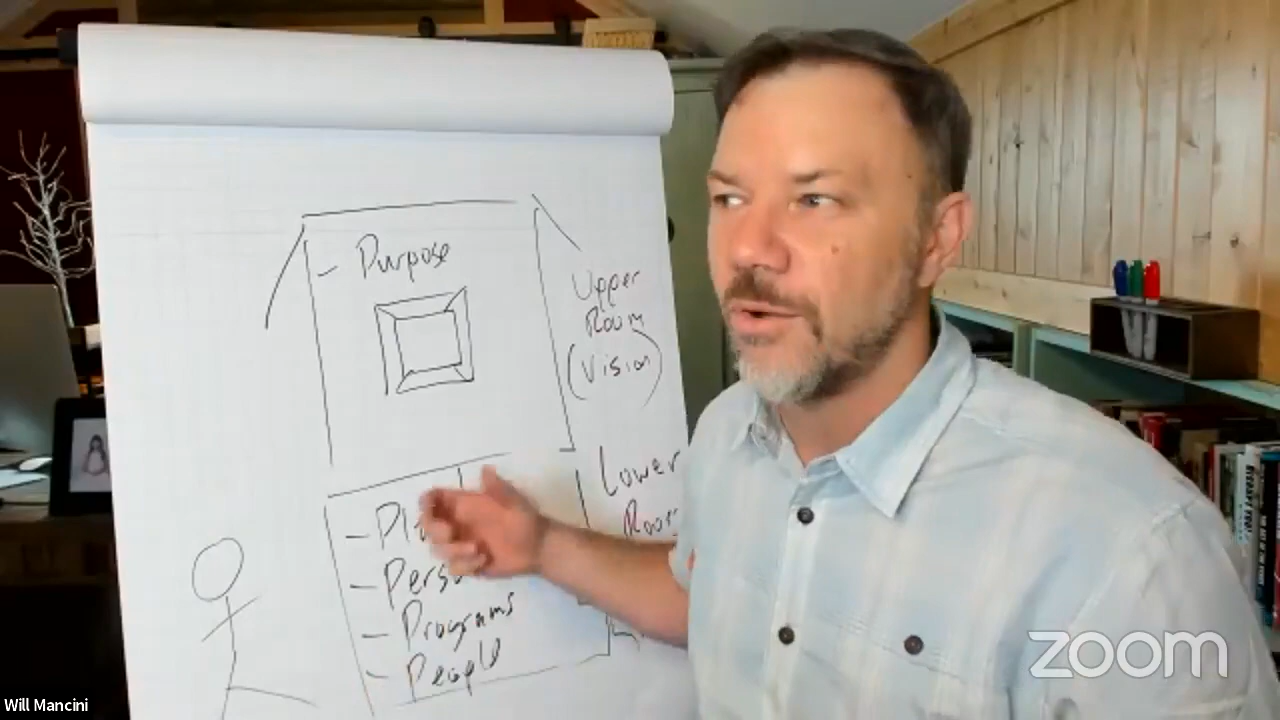 - Purpose
Upper
Room
(Vision)
Lower
- Programs
- People
zoom
Will Mancini